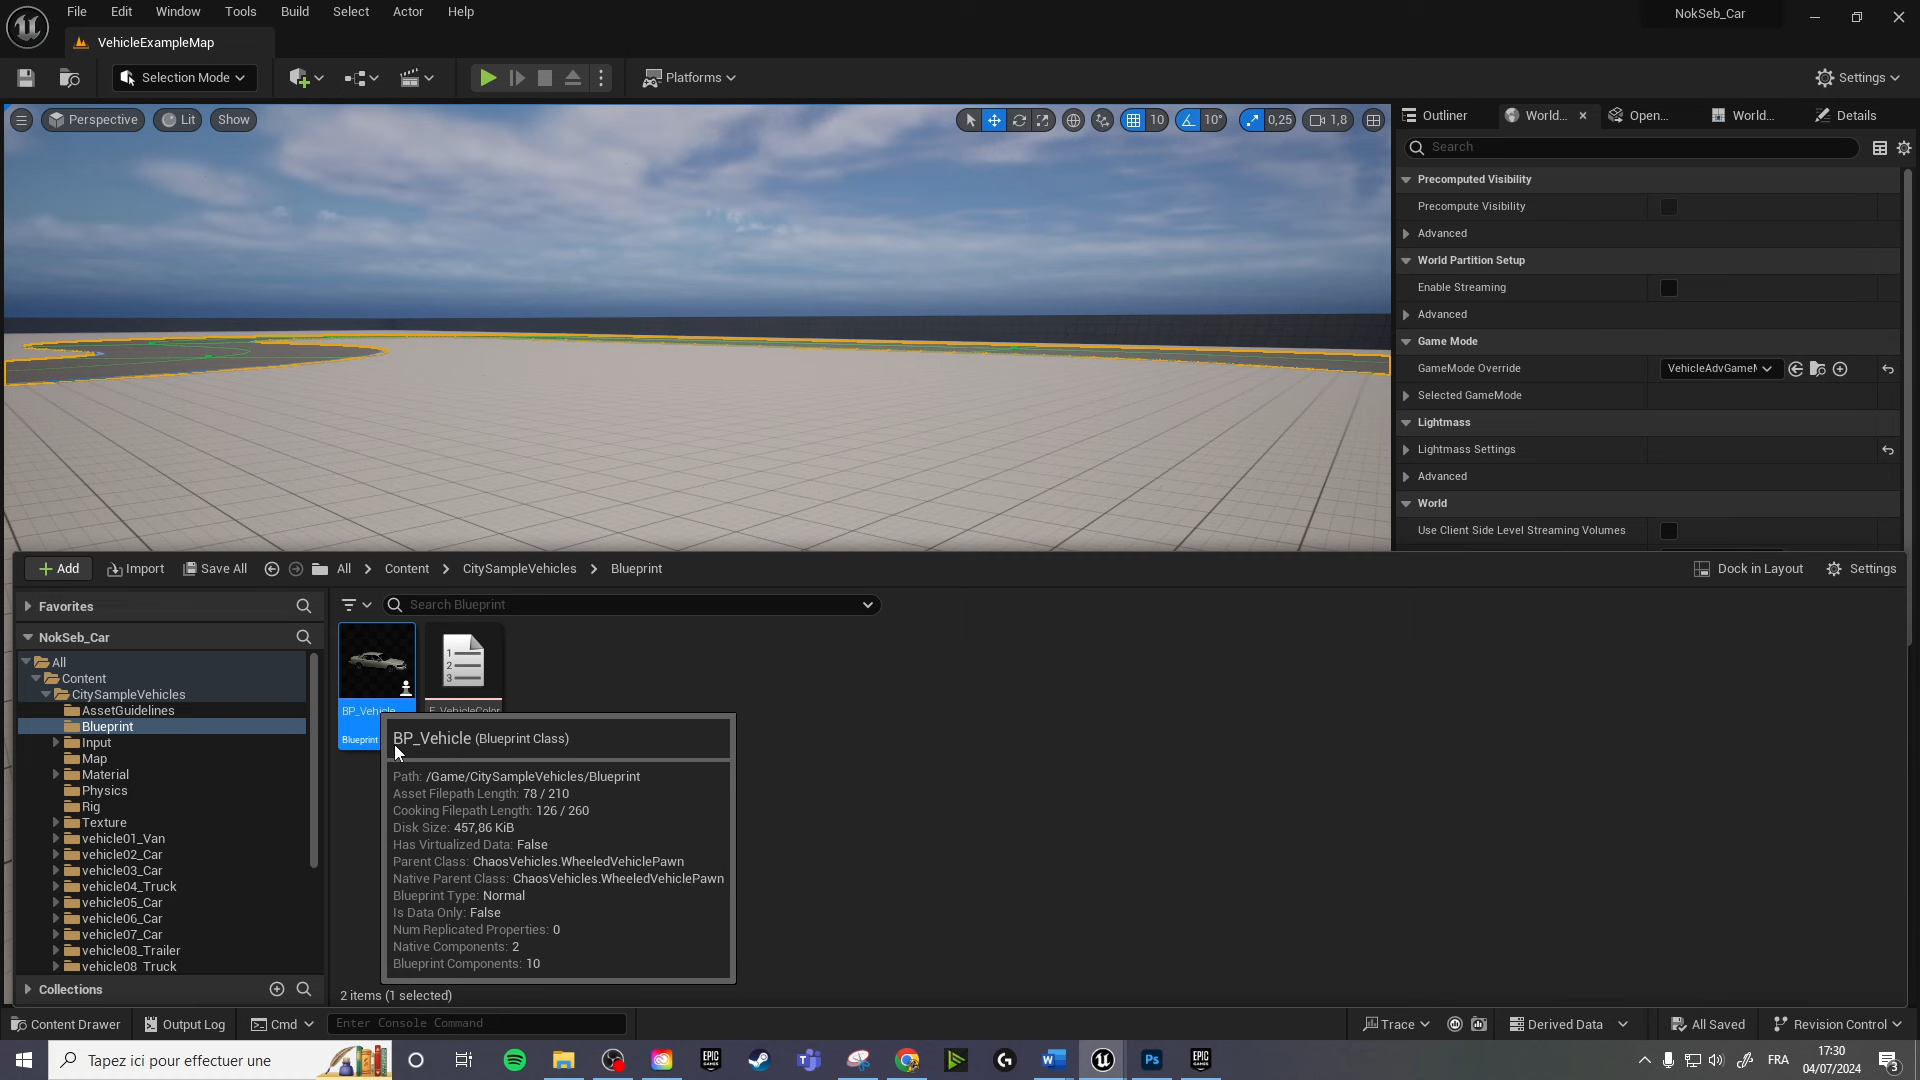 File Edit Window Tools Build Select Actor Help
NokSeb_Car
VehicleExampleMap
Selection Mode
Platforms
Settings
Perspective Lit Show
10 10° 0,25 1,8
Outliner World... Open... World... Details
Search
Precomputed Visibility
Precompute Visibility
Advanced
World Partition Setup
Enable Streaming
Advanced
Game Mode
GameMode Override VehicleAdvGameM
Selected GameMode
Lightmass
Lightmass Settings
Advanced
World
Use Client Side Level Streaming Volumes
Add Import Save All All Content CitySampleVehicles Blueprint
Dock in Layout Settings
Favorites
Search Blueprint
NokSeb_Car
All
Content
CitySampleVehicles
AssetGuidelines
Blueprint
Input
Map
Material
Physics
Rig
Texture
vehicle01_Van
vehicle02_Car
vehicle03_Car
vehicle04_Truck
vehicle05_Car
vehicle06_Car
vehicle07_Car
vehicle08_Trailer
vehicle08_Truck
Collections
1
2
3
BP_Vehicle
Blueprint
BP_Vehicle (Blueprint Class)
Path: /Game/CitySampleVehicles/Blueprint
Asset Filepath Length: 78 / 210
Cooking Filepath Length: 126 / 260
Disk Size: 457,86 KiB
Has Virtualized Data: False
Parent Class: ChaosVehicles.WheeledVehiclePawn
Native Parent Class: ChaosVehicles.WheeledVehiclePawn
Blueprint Type: Normal
Is Data Only: False
Num Replicated Properties: 0
Native Components: 2
Blueprint Components: 10
2 items (1 selected)
Content Drawer Output Log Cmd Enter Console Command
Trace Derived Data All Saved Revision Control
Tapez ici pour effectuer une
FRA
17:30
04/07/2024
3